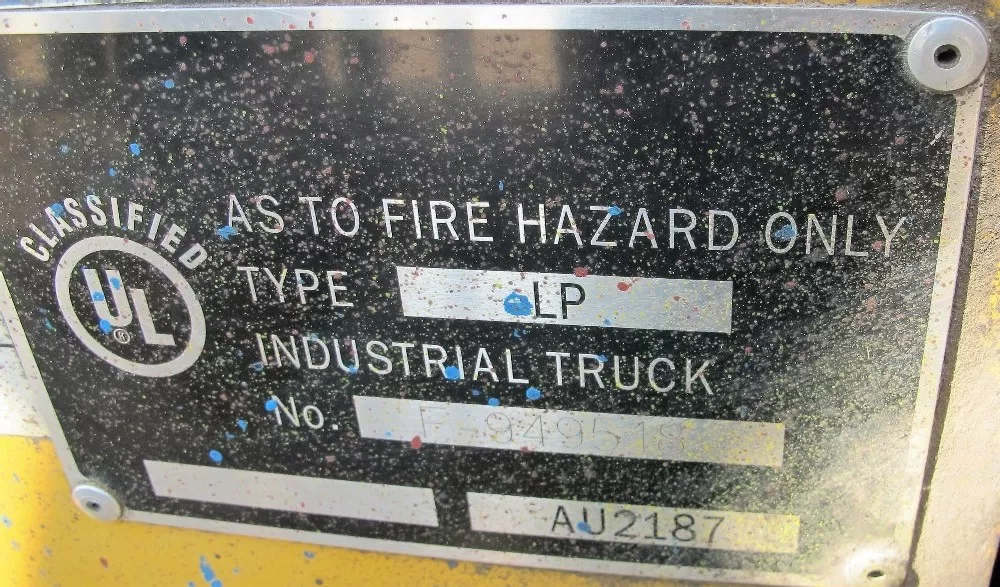 CLASSIFIED
UL®
AS TO FIRE HAZARD ONLY
TYPE LP
INDUSTRIAL TRUCK
No. F-949518
AU2187